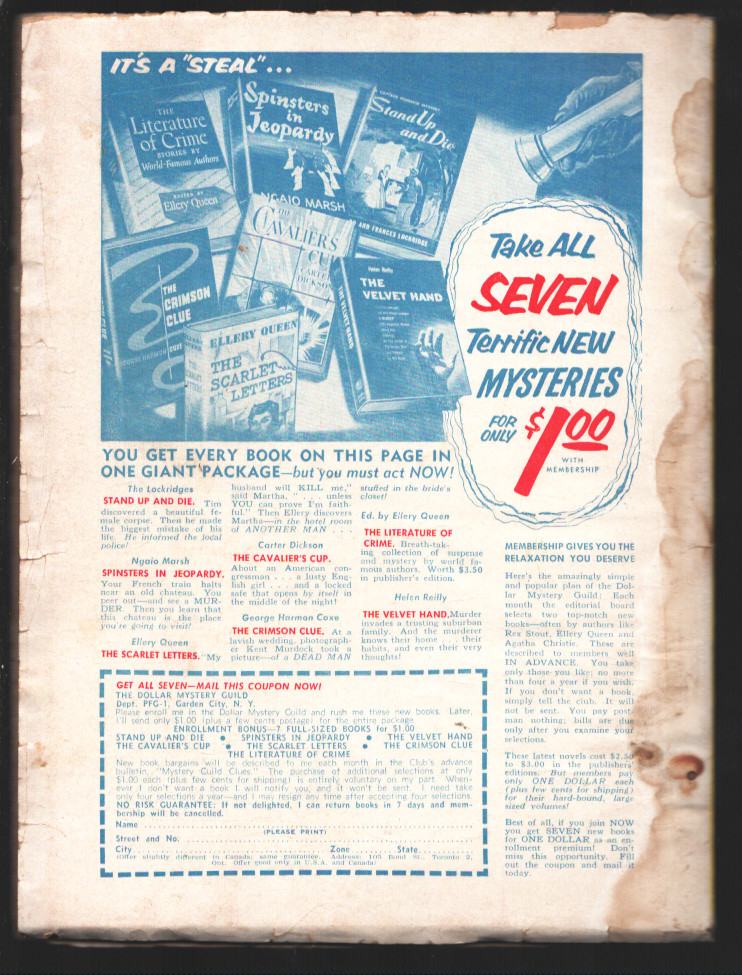 IT'S A "STEAL"...
THE
Literature
of Crime
STORIES BY
World-Famous Authors
EDITED BY
Ellery Queen
Spinsters
in
Jeopardy
NGAIO MARSH
Stand Up
and Die
AND FRANCES LOCKRIDGE
THE
CAVALIER'S
CUP
CARTER
DICKSON
THE
CRIMSON
CLUE
GEORGE HARMON COXE
Helen Reilly
THE
VELVET HAND
THE VELVET HAND
ELLERY QUEEN
THE
SCARLET
LETTERS
Take ALL
SEVEN
Terrific NEW
MYSTERIES
FOR
ONLY $1.00
WITH
MEMBERSHIP
YOU GET EVERY BOOK ON THIS PAGE IN
ONE GIANT PACKAGE—but you must act NOW!
The Lockridges
STAND UP AND DIE. Tim
discovered a beautiful fe-
male corpse. Then he made
the biggest mistake of his
life. He informed the local
police!
Ngaio Marsh
SPINSTERS IN JEOPARDY.
Your French train halts
near an old chateau. You
peer out—and see a MUR-
DER. Then you learn that
this chateau is the place
you're going to visit!
Ellery Queen
THE SCARLET LETTERS. "My
husband will KILL me,"
said Martha, ". . . unless
YOU can prove I'm faith-
ful." Then Ellery discovers
Martha—in the hotel room
of ANOTHER MAN . . .
Carter Dickson
THE CAVALIER'S CUP.
About an American con-
gressman . . . a lusty Eng-
lish girl . . . and a locked
safe that opens by itself in
the middle of the night!
George Harmon Coxe
THE CRIMSON CLUE. At a
lavish wedding, photograph-
er Kent Murdock took a
picture—of a DEAD MAN
stuffed in the bride's
closet!
Ed. by Ellery Queen
THE LITERATURE OF
CRIME. Breath-tak-
ing collection of suspense
and mystery by world fa-
mous authors. Worth $3.50
in publisher's edition.
Helen Reilly
THE VELVET HAND. Murder
invades a trusting suburban
family. And the murderer
knows their home . . . their
habits, and even their very
thoughts!
MEMBERSHIP GIVES YOU THE
RELAXATION YOU DESERVE
Here's the amazingly simple
and popular plan of the Dol-
lar Mystery Guild: Each
month the editorial board
selects two top-notch new
books—often by authors like
Rex Stout, Ellery Queen and
Agatha Christie. These are
described to members well
IN ADVANCE. You take
only those you like; no more
than four a year if you wish.
If you don't want a book,
simply tell the club. It will
not be sent. You pay post-
man nothing; bills are due
only after you examine your
selections.
These latest novels cost $2.50
to $3.00 in the publishers'
editions. But members pay
only ONE DOLLAR each
(plus few cents for shipping)
for their hard-bound, large
sized volumes!
Best of all, if you join NOW
you get SEVEN new books
for ONE DOLLAR as an en-
rollment premium! Don't
miss this opportunity. Fill
out the coupon and mail it
today.
GET ALL SEVEN—MAIL THIS COUPON NOW!
THE DOLLAR MYSTERY GUILD
Dept. PFG-1, Garden City, N. Y.
Please enroll me in the Dollar Mystery Guild and rush me these new books. Later,
I'll send only $1.00 (plus a few cents postage) for the entire package.
ENROLLMENT BONUS—7 FULL-SIZED BOOKS for $1.00
STAND UP AND DIE • SPINSTERS IN JEOPARDY • THE VELVET HAND
THE CAVALIER'S CUP • THE SCARLET LETTERS • THE CRIMSON CLUE
THE LITERATURE OF CRIME
New book bargains will be described to me each month in the Club's advance
bulletin, "Mystery Guild Clues." The purchase of additional selections at only
$1.00 each (plus few cents for shipping) is entirely voluntary on my part. When-
ever I don't want a book I will notify you, and it won't be sent. I need take
only four selections a year—and I may resign any time after accepting four selections.
NO RISK GUARANTEE: If not delighted, I can return books in 7 days and mem-
bership will be cancelled.
Name
(PLEASE PRINT)
Street and No.
City Zone State
(Offer slightly different in Canada; same guarantee. Address: 105 Bond St., Toronto 2,
Ont. Offer good only in U.S.A. and Canada)